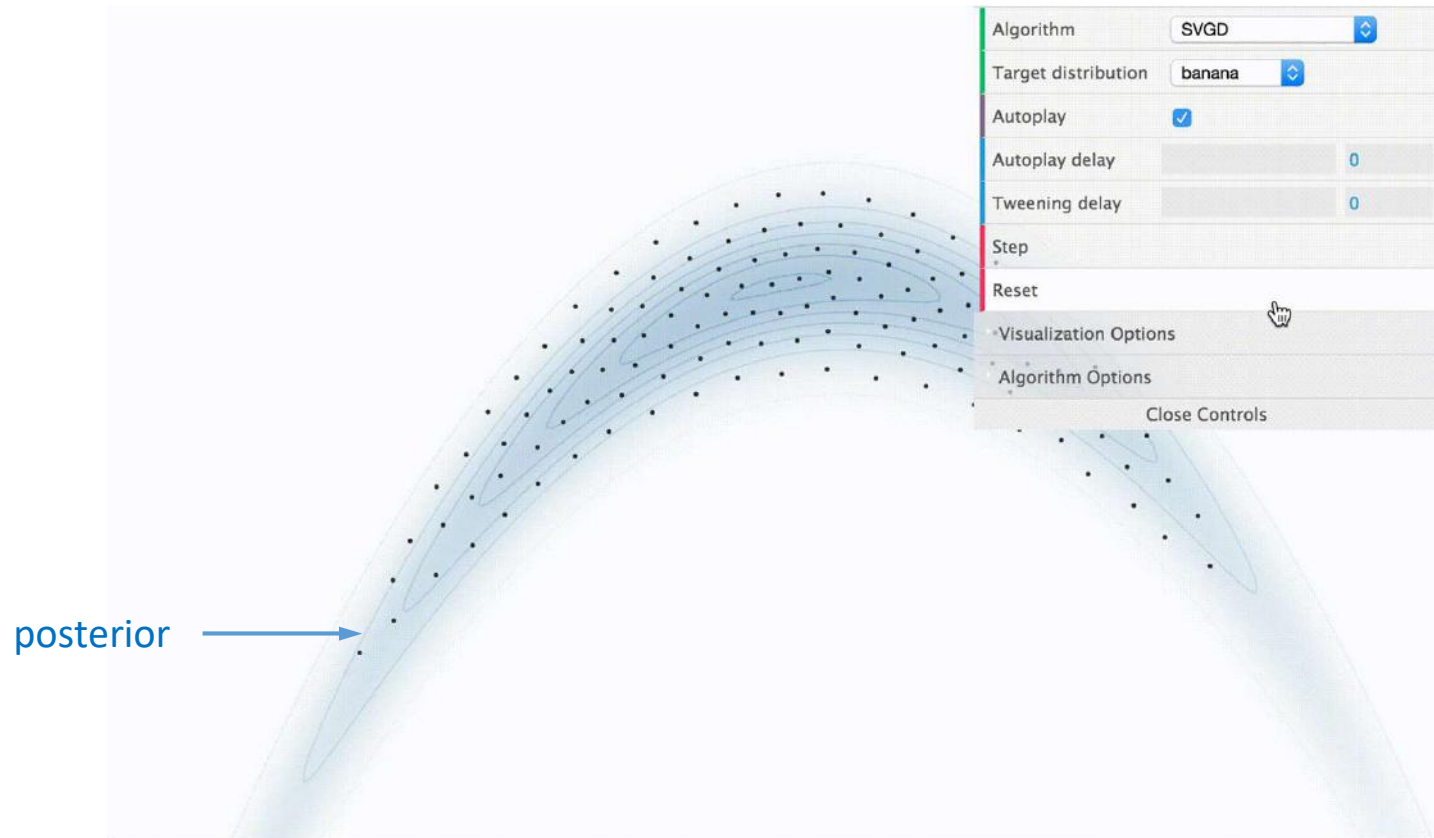 Algorithm SVGD
Target distribution banana
Autoplay
Autoplay delay 0
Tweening delay 0
Step
Reset
Visualization Options
Algorithm Options
Close Controls
posterior